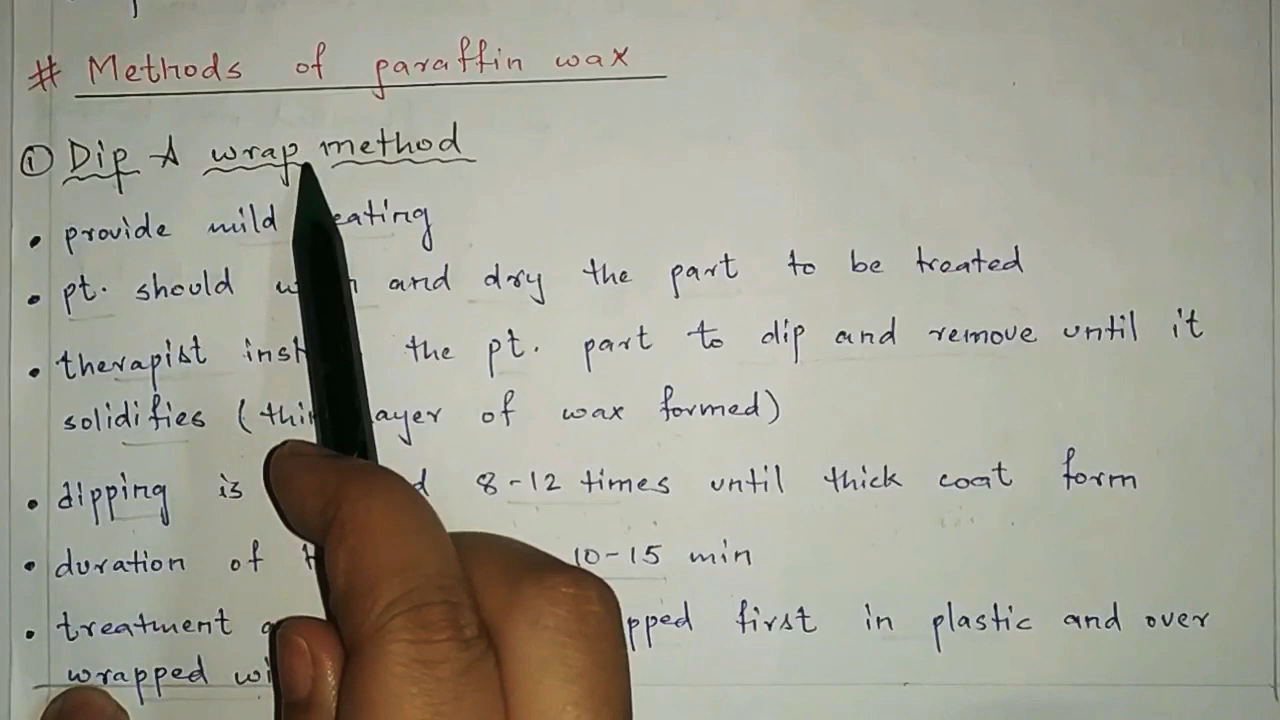 # Methods of paraffin wax
① Dip & wrap method
• provide mild eating
• pt. should and dry the part to be treated
• therapist the pt. part to dip and remove until it
solidifies ( layer of wax formed)
• dipping is 8-12 times until thick coat form
• duration of 10-15 min
• treatment first in plastic and over
wrapped